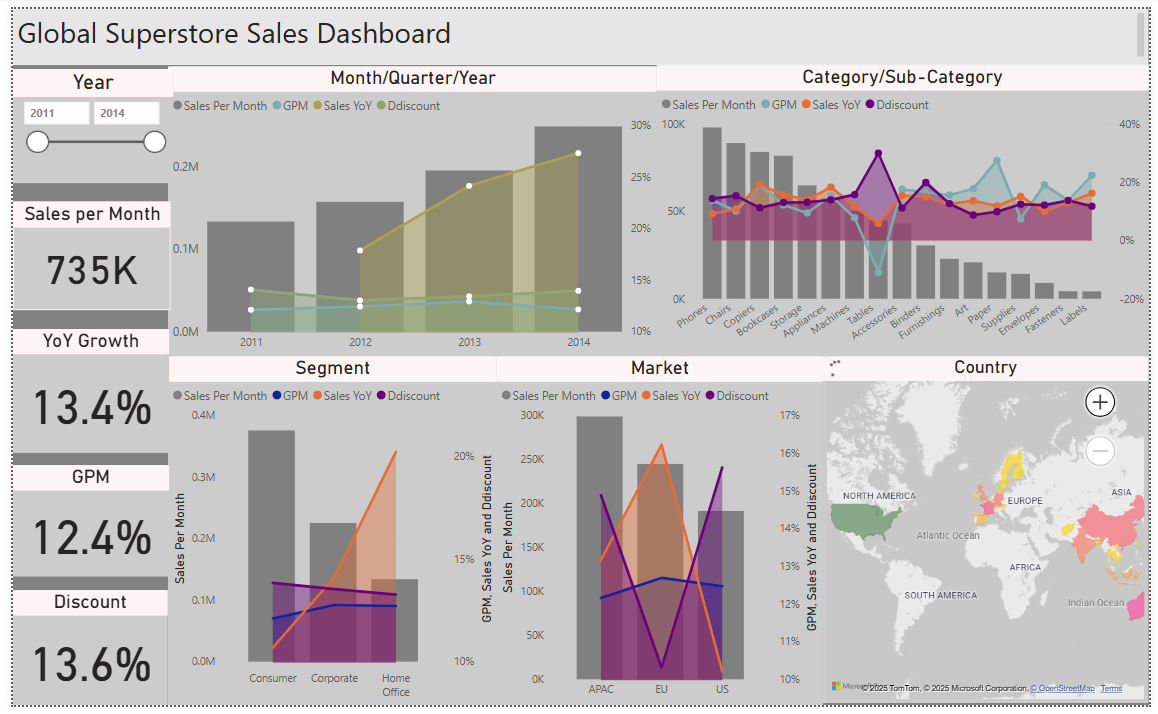 Global Superstore Sales Dashboard
Year
2011 2014
Sales per Month
735K
YoY Growth
13.4%
GPM
12.4%
Discount
13.6%
Month/Quarter/Year
Sales Per Month GPM Sales YoY Ddiscount
0.2M
0.1M
0.0M
30%
25%
20%
15%
10%
2011 2012 2013 2014
Category/Sub-Category
Sales Per Month GPM Sales YoY Ddiscount
100K
50K
0K
40%
20%
0%
-20%
Phones Chairs Copiers Bookcases Storage Appliances Machines Tables Accessories Binders Furnishings Art Paper Supplies Envelopes Fasteners Labels
Segment
Sales Per Month GPM Sales YoY Ddiscount
Sales Per Month
0.4M
0.3M
0.2M
0.1M
0.0M
20%
15%
10%
GPM, Sales YoY and Ddiscount
Consumer Corporate Home
Office
Market
Sales Per Month GPM Sales YoY Ddiscount
Sales Per Month
300K
250K
200K
150K
100K
50K
0K
17%
16%
15%
14%
13%
12%
11%
10%
GPM, Sales YoY and Ddiscount
APAC EU US
Country
NORTH AMERICA
EUROPE
ASIA
Atlantic Ocean
AFRICA
SOUTH AMERICA
Indian Ocean
© 2025 TomTom, © 2025 Microsoft Corporation, © OpenStreetMap Terms